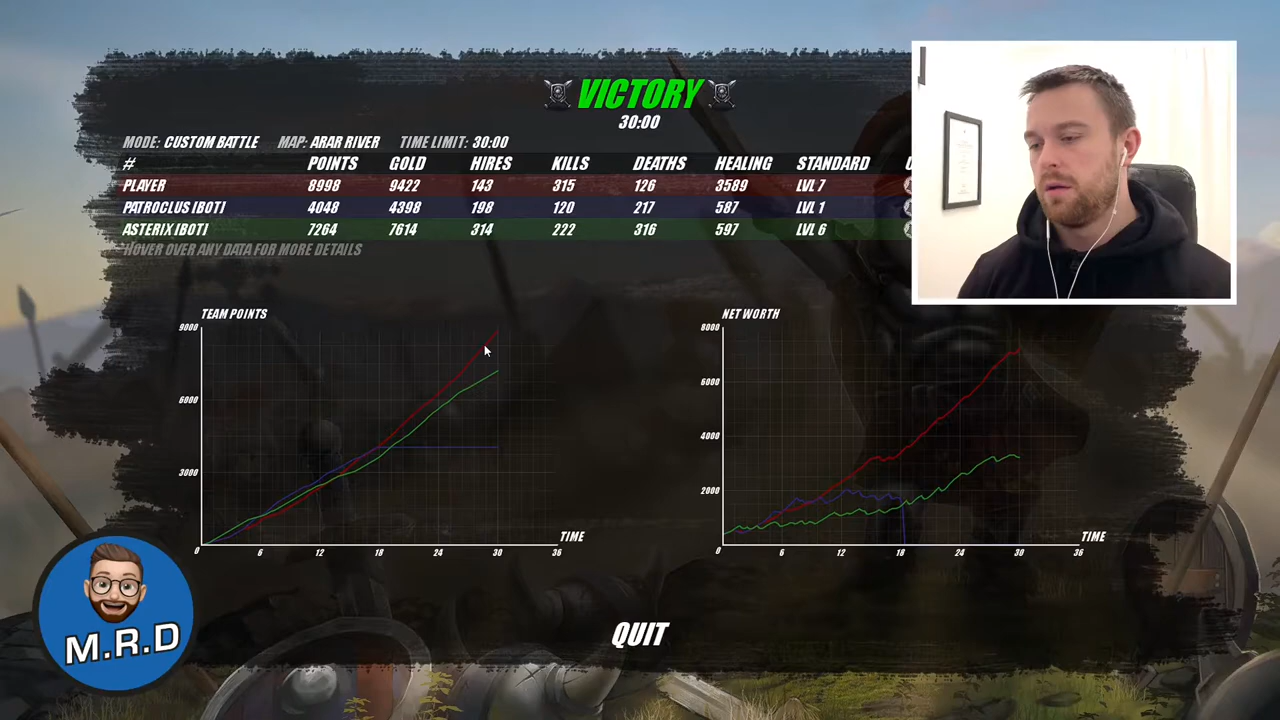 VICTORY
30:00
MODE: CUSTOM BATTLE MAP: ARAR RIVER TIME LIMIT: 30:00
# POINTS GOLD HIRES KILLS DEATHS HEALING STANDARD
PLAYER 8998 9422 143 315 126 3589 LVL 7
PATROCLUS [BOT] 4048 4398 198 120 217 587 LVL 1
ASTERIX [BOT] 7264 7614 314 222 316 597 LVL 6
HOVER OVER ANY DATA FOR MORE DETAILS
TEAM POINTS NET WORTH
9000 8000
6000
6000
4000
3000
2000
TIME TIME
0 6 12 18 24 30 36 0 6 12 18 24 30 36
QUIT
M.R.D